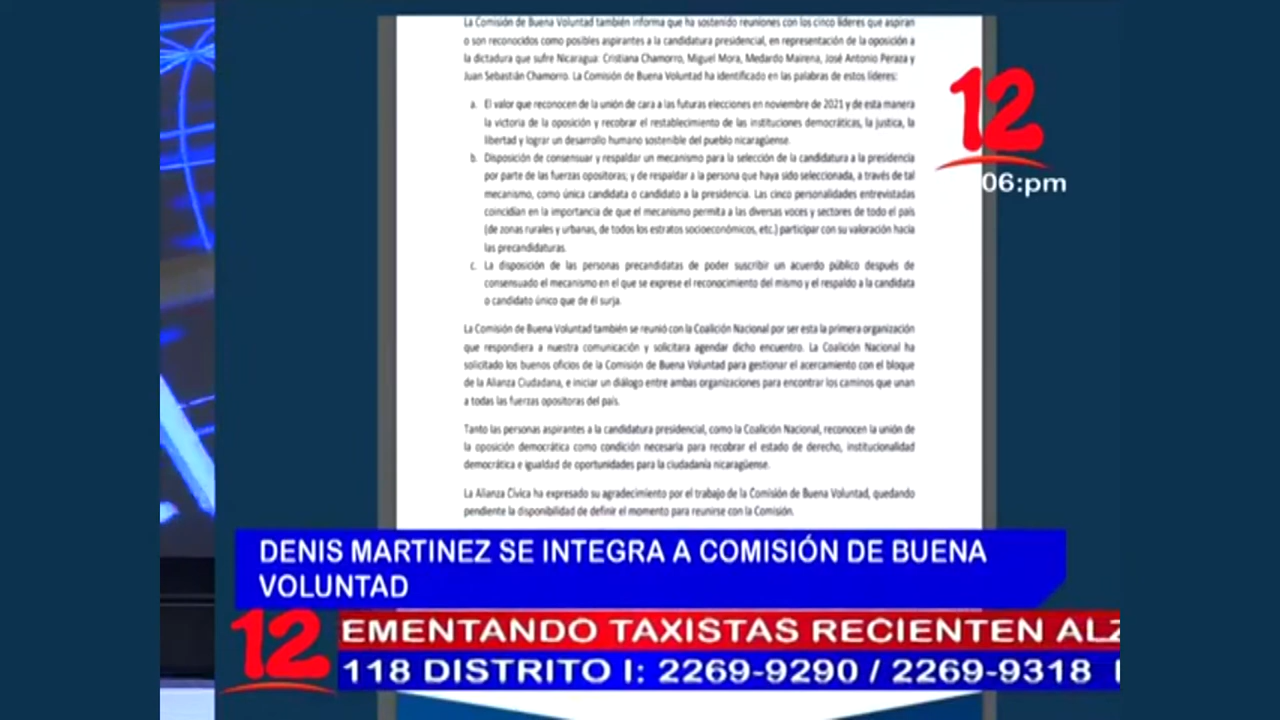 La Comisión de Buena Voluntad también informa que ha sostenido reuniones con los cinco líderes que aspiran
o son reconocidos como posibles aspirantes a la candidatura presidencial, en representación de la oposición a
la dictadura que sufre Nicaragua: Cristiana Chamorro, Miguel Mora, Medardo Mairena, José Antonio Peraza y
Juan Sebastián Chamorro. La Comisión de Buena Voluntad ha identificado en las palabras de estos líderes:
a. El valor que reconocen de la unión de cara a las futuras elecciones en noviembre de 2021 y de esta manera
la victoria de la oposición y recobrar el restablecimiento de las instituciones democráticas, la justicia, la
libertad y lograr un desarrollo humano sostenible del pueblo nicaragüense.
b. Disposición de consensuar y respaldar un mecanismo para la selección de la candidatura a la presidencia
por parte de las fuerzas opositoras; y de respaldar a la persona que haya sido seleccionada, a través de tal
mecanismo, como única candidata o candidato a la presidencia. Las cinco personalidades entrevistadas
coincidían en la importancia de que el mecanismo permita a las diversas voces y sectores de todo el país
(de zonas rurales y urbanas, de todos los estratos socioeconómicos, etc.) participar con su valoración hacia
las precandidaturas.
c. La disposición de las personas precandidatas de poder suscribir un acuerdo público después de
consensuado el mecanismo en el que se exprese el reconocimiento del mismo y el respaldo a la candidata
o candidato único que de él surja.
La Comisión de Buena Voluntad también se reunió con la Coalición Nacional por ser esta la primera organización
que respondiera a nuestra comunicación y solicitara agendar dicho encuentro. La Coalición Nacional ha
solicitado los buenos oficios de la Comisión de Buena Voluntad para gestionar el acercamiento con el bloque
de la Alianza Ciudadana, e iniciar un diálogo entre ambas organizaciones para encontrar los caminos que unan
a todas las fuerzas opositoras del país.
Tanto las personas aspirantes a la candidatura presidencial, como la Coalición Nacional, reconocen la unión de
la oposición democrática como condición necesaria para recobrar el estado de derecho, institucionalidad
democrática e igualdad de oportunidades para la ciudadanía nicaragüense.
La Alianza Cívica ha expresado su agradecimiento por el trabajo de la Comisión de Buena Voluntad, quedando
pendiente la disponibilidad de definir el momento para reunirse con la Comisión.
12
06:pm
DENIS MARTINEZ SE INTEGRA A COMISIÓN DE BUENA
VOLUNTAD
12
EMENTANDO TAXISTAS RECIENTEN ALZ
118 DISTRITO I: 2269-9290 / 2269-9318